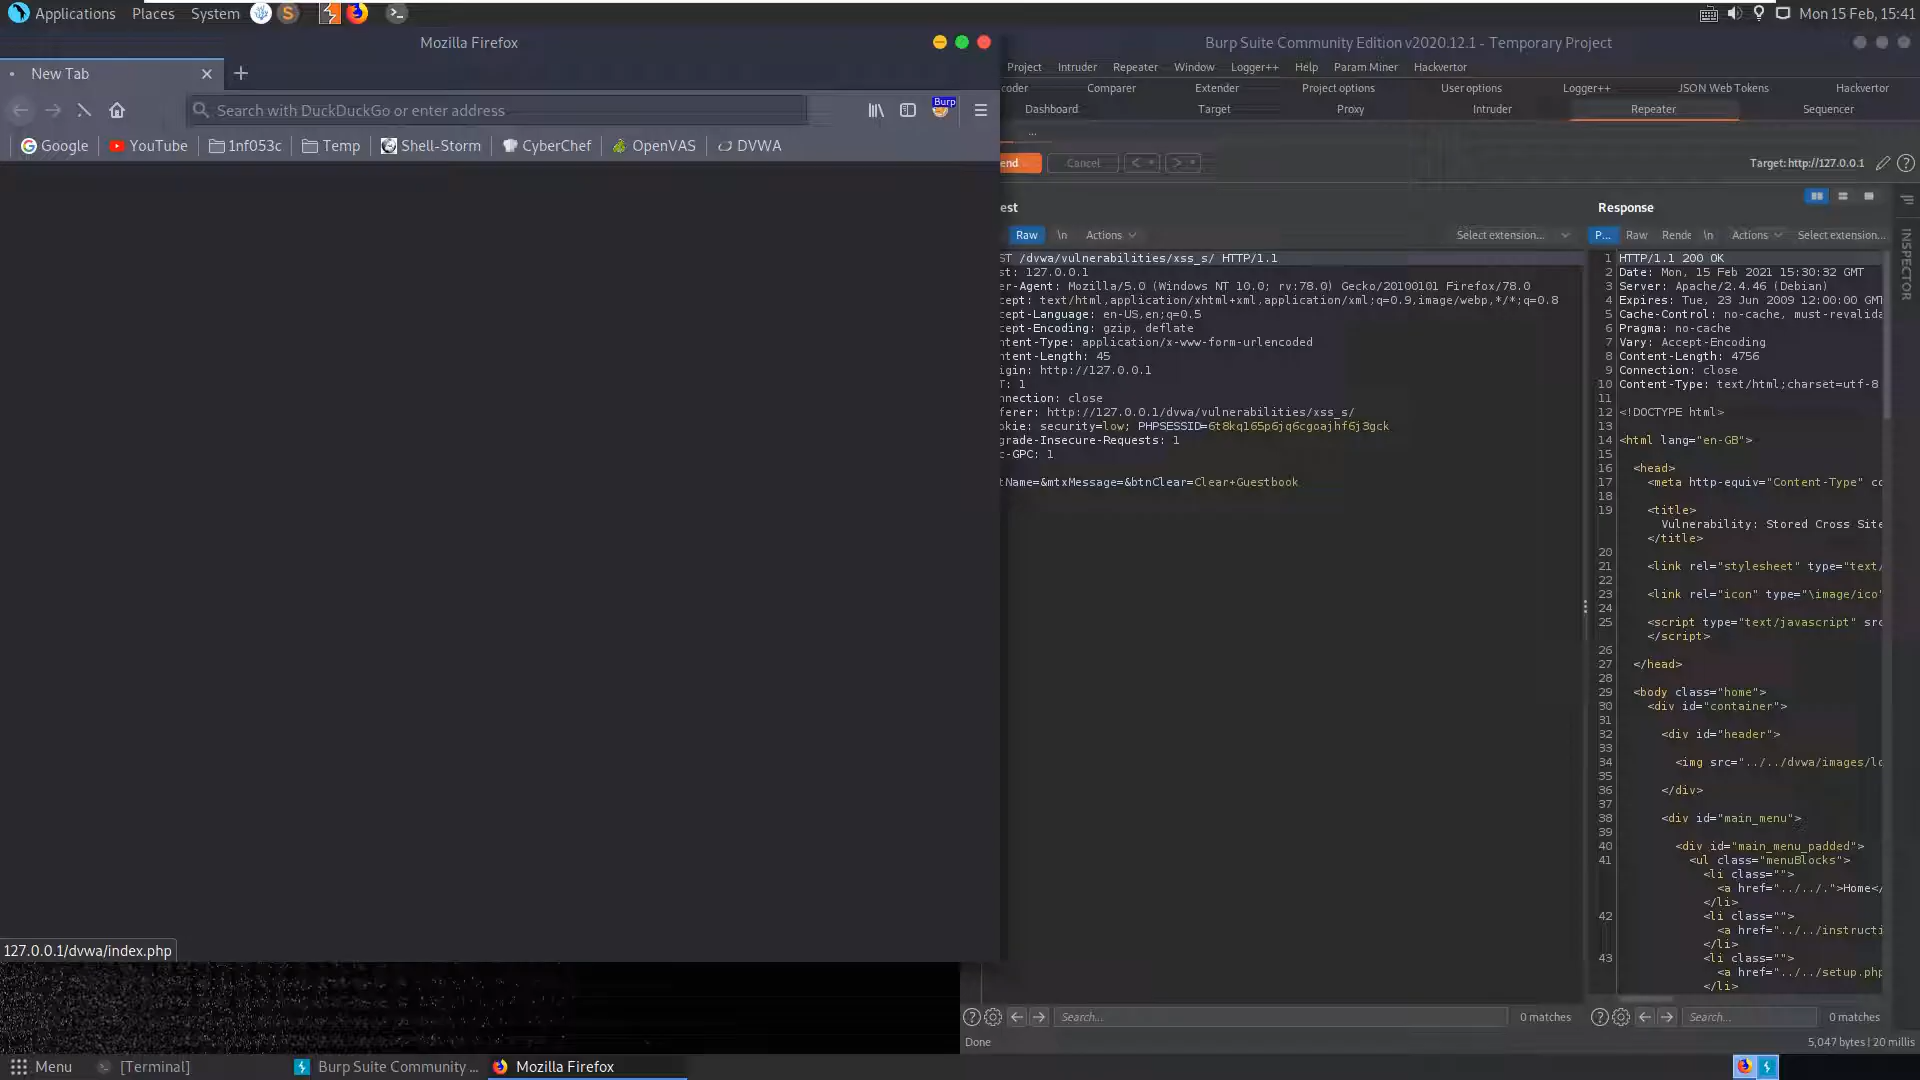 Applications Places System
Mon 15 Feb, 15:41
Mozilla Firefox
New Tab
Search with DuckDuckGo or enter address
Burp
Google YouTube 1nf053c Temp Shell-Storm CyberChef OpenVAS DVWA
127.0.0.1/dvwa/index.php
Burp Suite Community Edition v2020.12.1 - Temporary Project
Project Intruder Repeater Window Logger++ Help Param Miner Hackvertor
coder Comparer Extender Project options User options Logger++ JSON Web Tokens Hackvertor
Dashboard Target Proxy Intruder Repeater Sequencer
...
end Cancel < >
Target: http://127.0.0.1
est
Raw \n Actions Select extension...
ST /dvwa/vulnerabilities/xss_s/ HTTP/1.1
st: 127.0.0.1
er-Agent: Mozilla/5.0 (Windows NT 10.0; rv:78.0) Gecko/20100101 Firefox/78.0
cept: text/html,application/xhtml+xml,application/xml;q=0.9,image/webp,*/*;q=0.8
cept-Language: en-US,en;q=0.5
cept-Encoding: gzip, deflate
ntent-Type: application/x-www-form-urlencoded
ntent-Length: 45
igin: http://127.0.0.1
T: 1
nnection: close
ferer: http://127.0.0.1/dvwa/vulnerabilities/xss_s/
okie: security=low; PHPSESSID=6t8kql65p6jq6cgoajhf6j3gck
grade-Insecure-Requests: 1
c-GPC: 1
tName=&mtxMessage=&btnClear=Clear+Guestbook
Search... 0 matches
Done
Response
P... Raw Rende \n Actions Select extension...
INSPECTOR
1 HTTP/1.1 200 OK
2 Date: Mon, 15 Feb 2021 15:30:32 GMT
3 Server: Apache/2.4.46 (Debian)
4 Expires: Tue, 23 Jun 2009 12:00:00 GMT
5 Cache-Control: no-cache, must-revalida
6 Pragma: no-cache
7 Vary: Accept-Encoding
8 Content-Length: 4756
9 Connection: close
10 Content-Type: text/html;charset=utf-8
11
12 <!DOCTYPE html>
13
14 <html lang="en-GB">
15
16 <head>
17 <meta http-equiv="Content-Type" co
18
19 <title>
Vulnerability: Stored Cross Site
</title>
20
21 <link rel="stylesheet" type="text/
22
23 <link rel="icon" type="\image/ico"
24
25 <script type="text/javascript" src
</script>
26
27 </head>
28
29 <body class="home">
30 <div id="container">
31
32 <div id="header">
33
34 <img src="../../dvwa/images/lo
35
36 </div>
37
38 <div id="main_menu">
39
40 <div id="main_menu_padded">
41 <ul class="menuBlocks">
<li class="">
<a href="../../.">Home</
</li>
42 <li class="">
<a href="../../instructi
</li>
43 <li class="">
<a href="../../setup.php
</li>
Search... 0 matches
5,047 bytes | 20 millis
Menu [Terminal] Burp Suite Community ... Mozilla Firefox